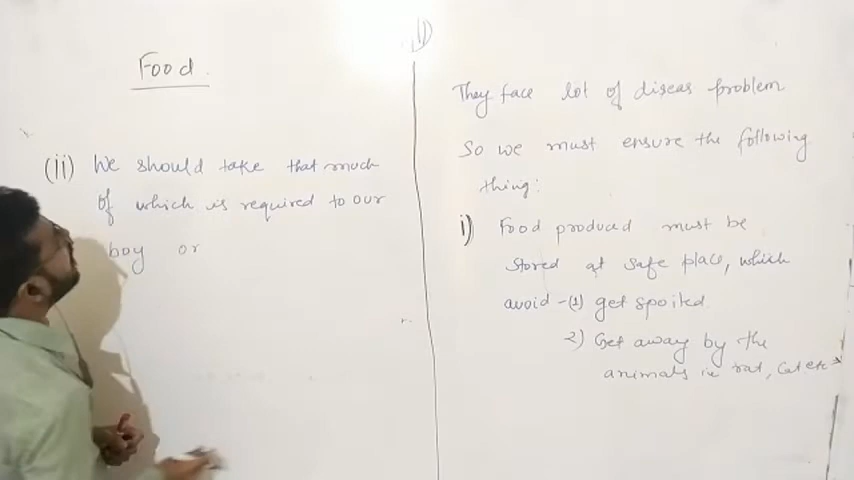 Food
(ii) We should take that much
of which is required to our
boy or
They face lot of diseas problem
So we must ensure the following
thing:
i) Food produced must be
stored at safe place, which
avoid -(1) get spoiled.
2) Get away by the
animals ie rat, Cat etc